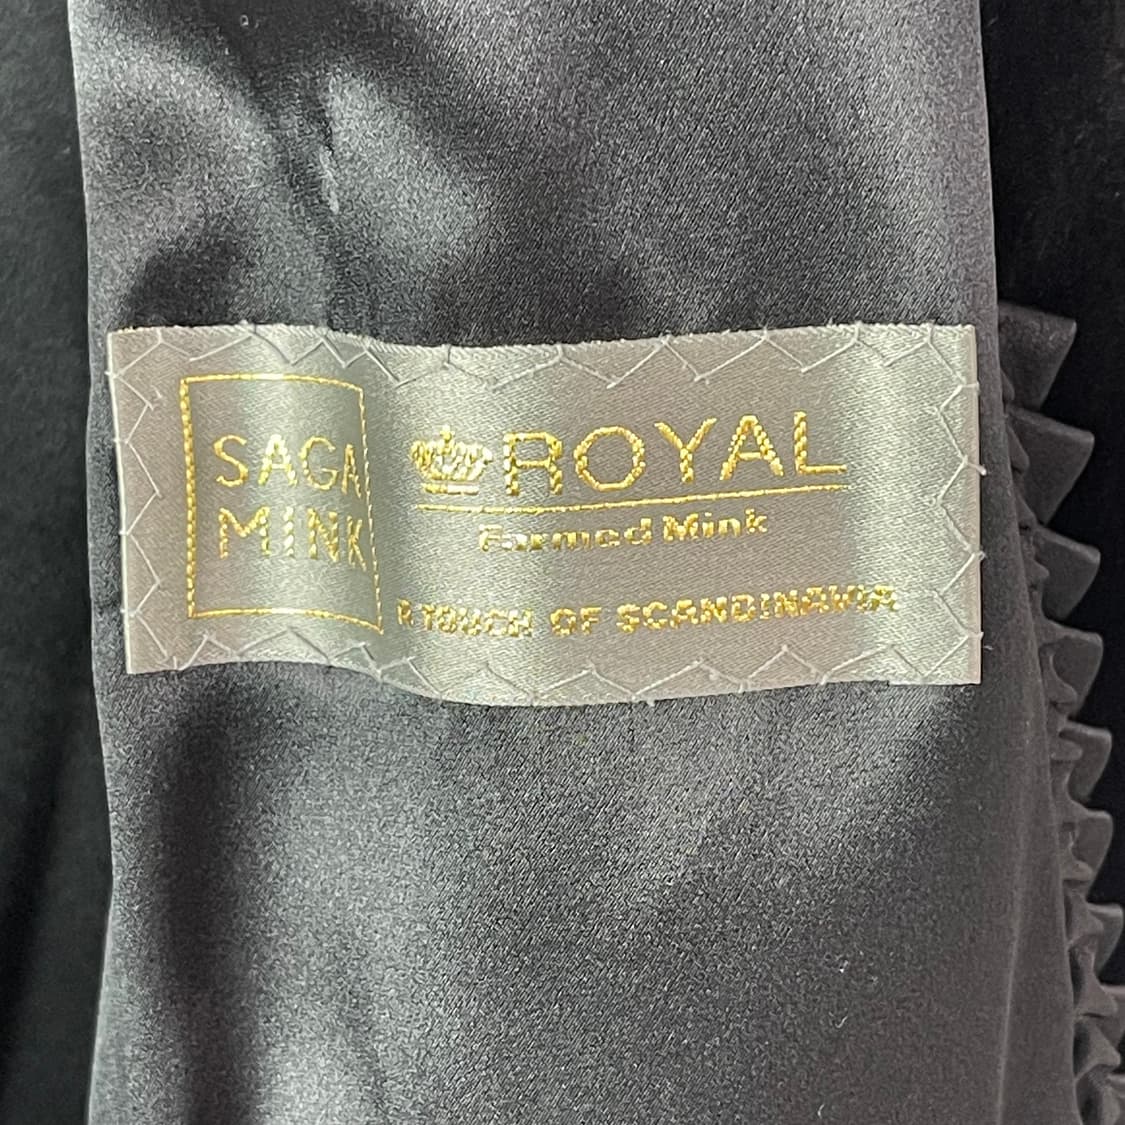 SAGA
MINK
ROYAL
Farmed Mink
A TOUCH OF SCANDINAVIA